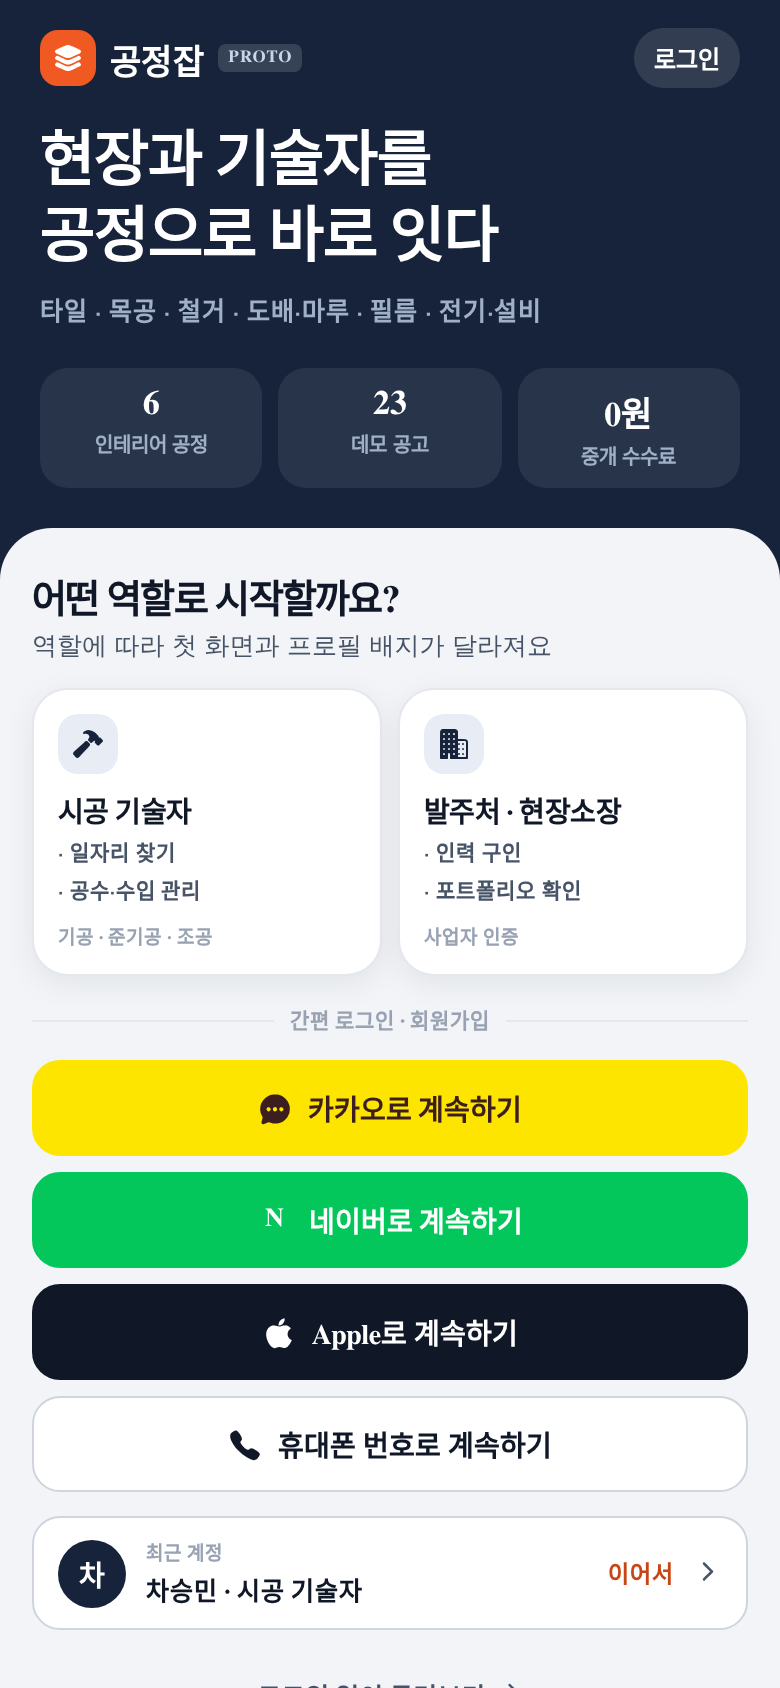 공정잡 PROTO
로그인
현장과 기술자를
공정으로 바로 잇다
타일 · 목공 · 철거 · 도배·마루 · 필름 · 전기·설비
6
인테리어 공정
23
데모 공고
0원
중개 수수료
어떤 역할로 시작할까요?
역할에 따라 첫 화면과 프로필 배지가 달라져요
시공 기술자
· 일자리 찾기
· 공수·수입 관리
기공 · 준기공 · 조공
발주처 · 현장소장
· 인력 구인
· 포트폴리오 확인
사업자 인증
간편 로그인 · 회원가입
카카오로 계속하기
N 네이버로 계속하기
Apple로 계속하기
휴대폰 번호로 계속하기
차
최근 계정
차승민 · 시공 기술자
이어서